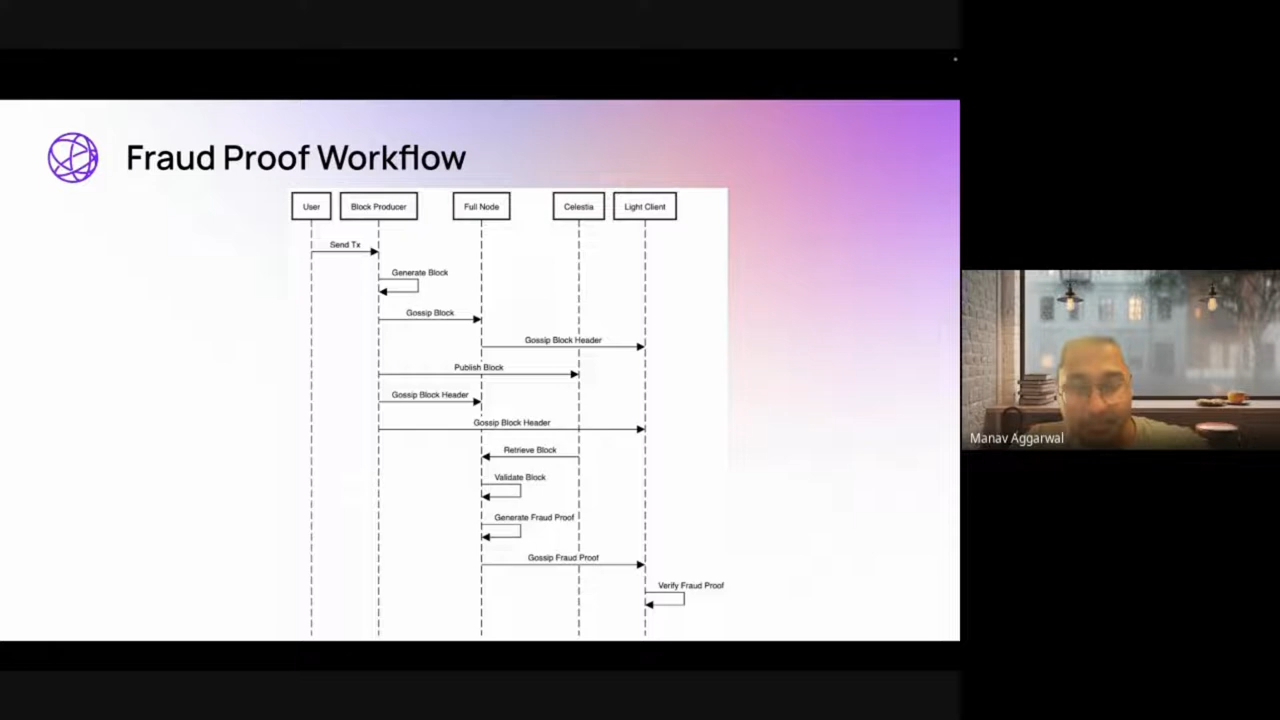 Fraud Proof Workflow
User
Block Producer
Full Node
Celestia
Light Client
Send Tx
Generate Block
Gossip Block
Gossip Block Header
Publish Block
Gossip Block Header
Gossip Block Header
Retrieve Block
Validate Block
Generate Fraud Proof
Gossip Fraud Proof
Verify Fraud Proof
Manav Aggarwal